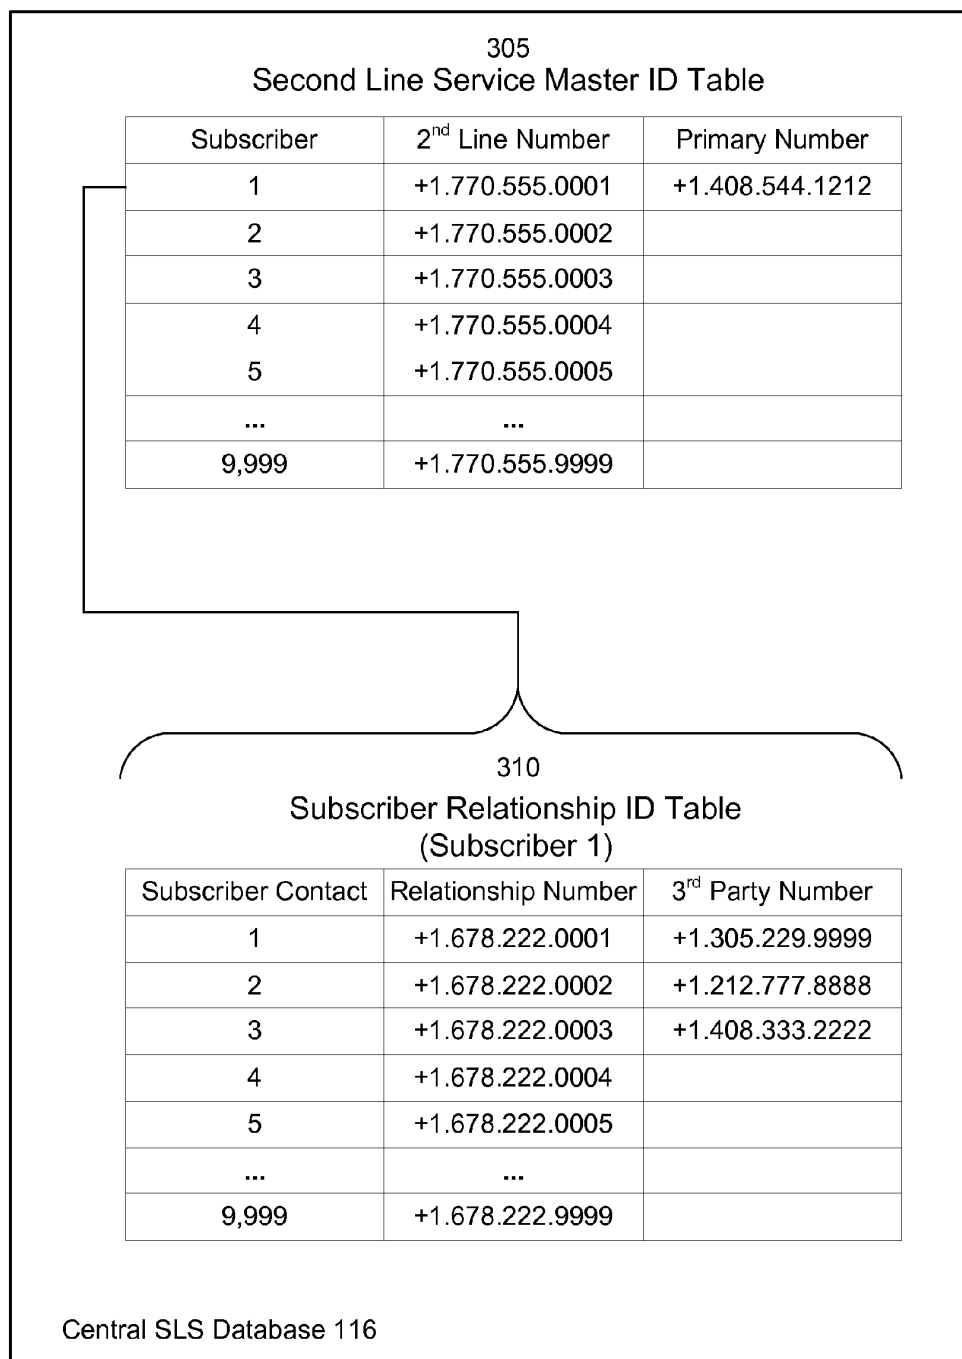 305
Second Line Service Master ID Table
Subscriber 2nd Line Number Primary Number
1 +1.770.555.0001 +1.408.544.1212
2 +1.770.555.0002
3 +1.770.555.0003
4 +1.770.555.0004
5 +1.770.555.0005
... ...
9,999 +1.770.555.9999
310
Subscriber Relationship ID Table
(Subscriber 1)
Subscriber Contact Relationship Number 3rd Party Number
1 +1.678.222.0001 +1.305.229.9999
2 +1.678.222.0002 +1.212.777.8888
3 +1.678.222.0003 +1.408.333.2222
4 +1.678.222.0004
5 +1.678.222.0005
... ...
9,999 +1.678.222.9999
Central SLS Database 116